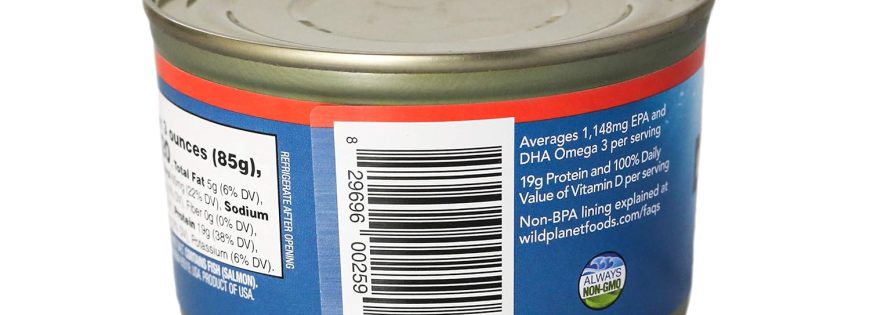 3 ounces (85g),
Total Fat 5g (6% DV),
(22% DV), Sodium
DV), Fiber 0g (0% DV),
Protein 19g (38% DV),
DV), Potassium (6% DV).
CONTAINS FISH (SALMON).
USA. PRODUCT OF USA.
REFRIGERATE AFTER OPENING
8 29696 00259
Averages 1,148mg EPA and
DHA Omega 3 per serving
19g Protein and 100% Daily
Value of Vitamin D per serving
Non-BPA lining explained at
wildplanetfoods.com/faqs
ALWAYS
NON-GMO